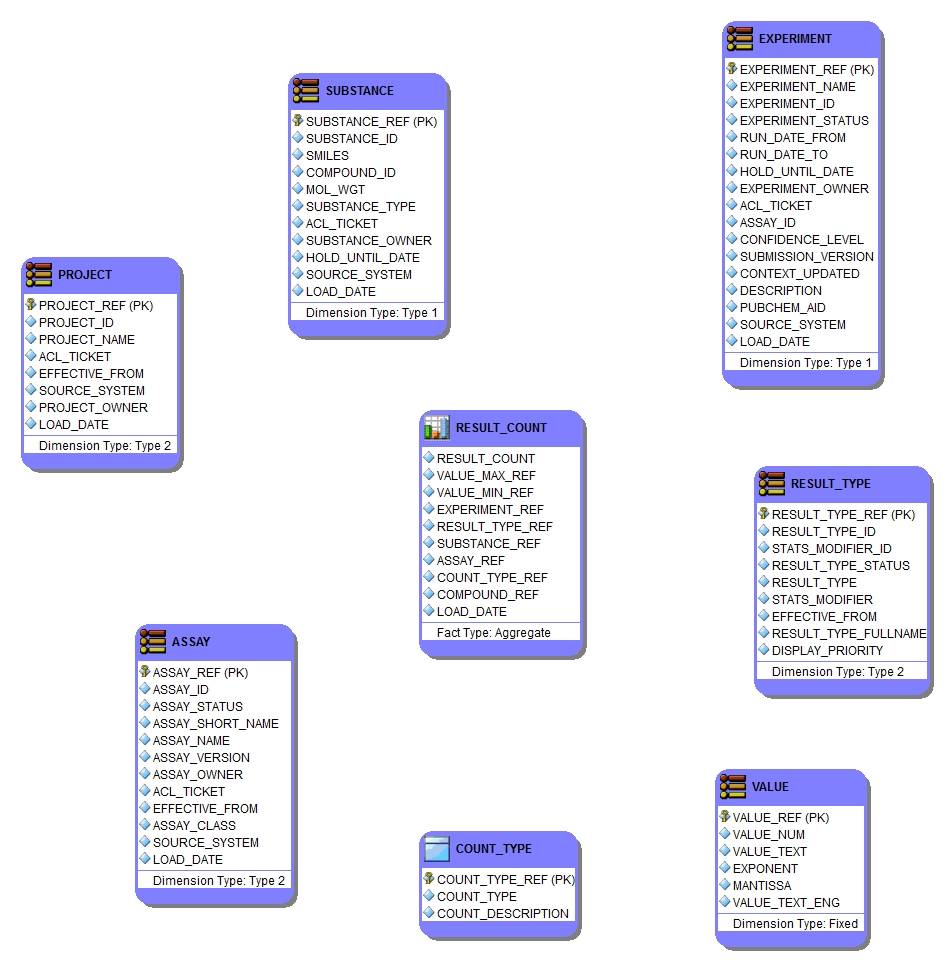 EXPERIMENT
EXPERIMENT_REF (PK)
EXPERIMENT_NAME
EXPERIMENT_ID
EXPERIMENT_STATUS
RUN_DATE_FROM
RUN_DATE_TO
HOLD_UNTIL_DATE
EXPERIMENT_OWNER
ACL_TICKET
ASSAY_ID
CONFIDENCE_LEVEL
SUBMISSION_VERSION
CONTEXT_UPDATED
DESCRIPTION
PUBCHEM_AID
SOURCE_SYSTEM
LOAD_DATE
Dimension Type: Type 1
SUBSTANCE
SUBSTANCE_REF (PK)
SUBSTANCE_ID
SMILES
COMPOUND_ID
MOL_WGT
SUBSTANCE_TYPE
ACL_TICKET
SUBSTANCE_OWNER
HOLD_UNTIL_DATE
SOURCE_SYSTEM
LOAD_DATE
Dimension Type: Type 1
PROJECT
PROJECT_REF (PK)
PROJECT_ID
PROJECT_NAME
ACL_TICKET
EFFECTIVE_FROM
SOURCE_SYSTEM
PROJECT_OWNER
LOAD_DATE
Dimension Type: Type 2
RESULT_COUNT
RESULT_COUNT
VALUE_MAX_REF
VALUE_MIN_REF
EXPERIMENT_REF
RESULT_TYPE_REF
SUBSTANCE_REF
ASSAY_REF
COUNT_TYPE_REF
COMPOUND_REF
LOAD_DATE
Fact Type: Aggregate
RESULT_TYPE
RESULT_TYPE_REF (PK)
RESULT_TYPE_ID
STATS_MODIFIER_ID
RESULT_TYPE_STATUS
RESULT_TYPE
STATS_MODIFIER
EFFECTIVE_FROM
RESULT_TYPE_FULLNAME
DISPLAY_PRIORITY
Dimension Type: Type 2
ASSAY
ASSAY_REF (PK)
ASSAY_ID
ASSAY_STATUS
ASSAY_SHORT_NAME
ASSAY_NAME
ASSAY_VERSION
ASSAY_OWNER
ACL_TICKET
EFFECTIVE_FROM
ASSAY_CLASS
SOURCE_SYSTEM
LOAD_DATE
Dimension Type: Type 2
COUNT_TYPE
COUNT_TYPE_REF (PK)
COUNT_TYPE
COUNT_DESCRIPTION
VALUE
VALUE_REF (PK)
VALUE_NUM
VALUE_TEXT
EXPONENT
MANTISSA
VALUE_TEXT_ENG
Dimension Type: Fixed